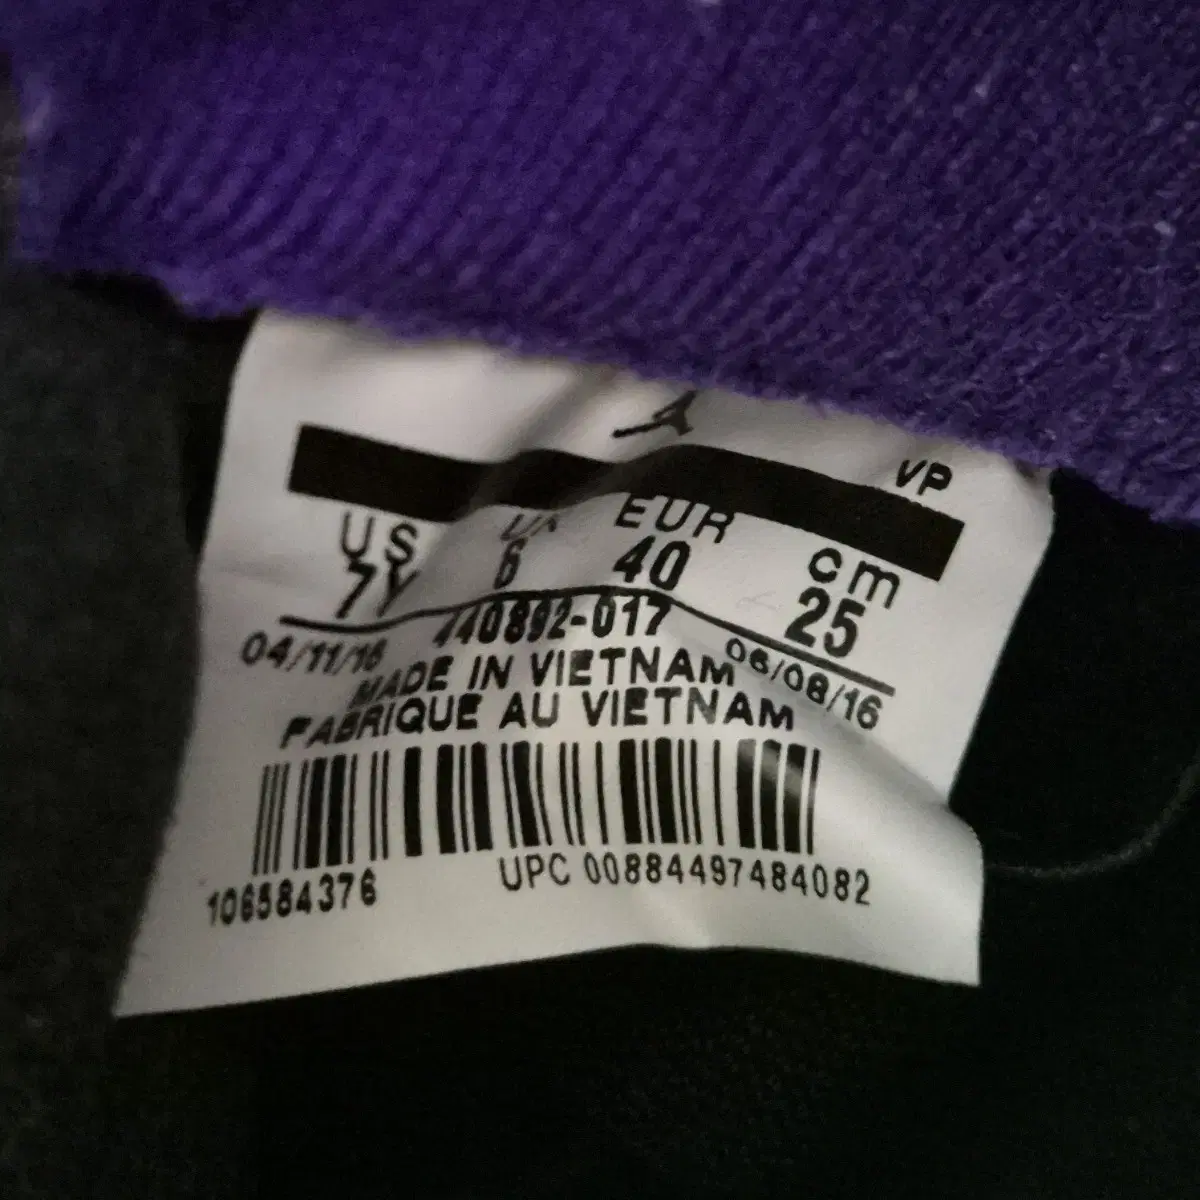 VP
US UK EUR cm
7Y 6 40 25
04/11/16 440892-017 06/08/16
MADE IN VIETNAM
FABRIQUE AU VIETNAM
106584376 UPC 00884497484082